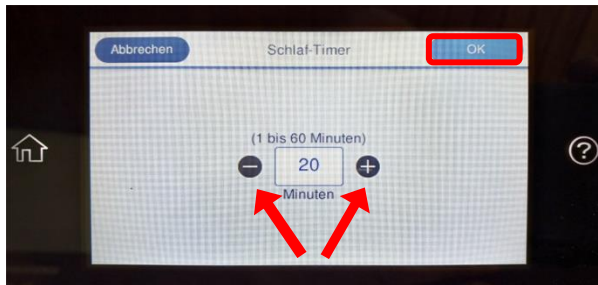 Abbrechen
Schlaf-Timer
OK
(1 bis 60 Minuten)
20
Minuten
?